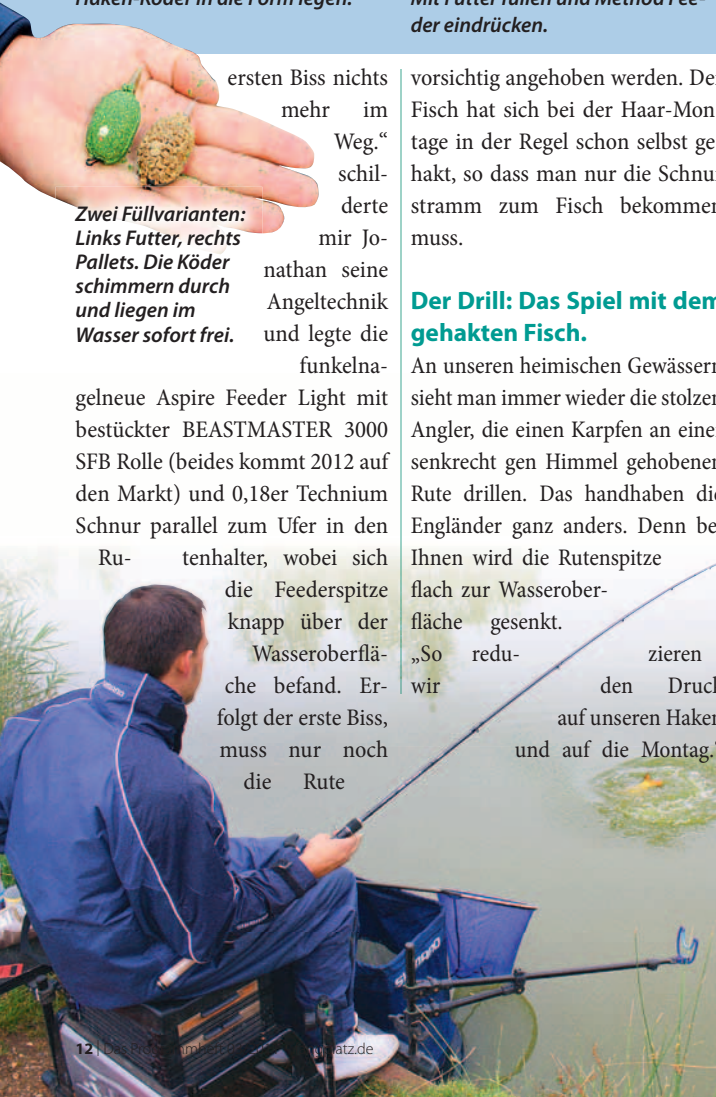 Haken-Köder in die Form legen.
Mit Futter füllen und Method Fee-
der eindrücken.
ersten Biss nichts
mehr im
Weg.“
schil-
derte
mir Jo-
nathan seine
Angeltechnik
und legte die
funkelna-
gelneue Aspire Feeder Light mit
bestückter BEASTMASTER 3000
SFB Rolle (beides kommt 2012 auf
den Markt) und 0,18er Technium
Schnur parallel zum Ufer in den
Ru- tenhalter, wobei sich
die Feederspitze
knapp über der
Wasseroberflä-
che befand. Er-
folgt der erste Biss,
muss nur noch
die Rute
Zwei Füllvarianten:
Links Futter, rechts
Pallets. Die Köder
schimmern durch
und liegen im
Wasser sofort frei.
vorsichtig angehoben werden. Der
Fisch hat sich bei der Haar-Mon
tage in der Regel schon selbst ge
hakt, so dass man nur die Schnur
stramm zum Fisch bekommen
muss.
Der Drill: Das Spiel mit dem
gehakten Fisch.
An unseren heimischen Gewässern
sieht man immer wieder die stolzen
Angler, die einen Karpfen an einer
senkrecht gen Himmel gehobenen
Rute drillen. Das handhaben die
Engländer ganz anders. Denn be
Ihnen wird die Rutenspitze
flach zur Wasserober-
fläche gesenkt.
„So redu- zieren
wir den Druck
auf unseren Haken
und auf die Montag.“
SHIMANO
12 | Das